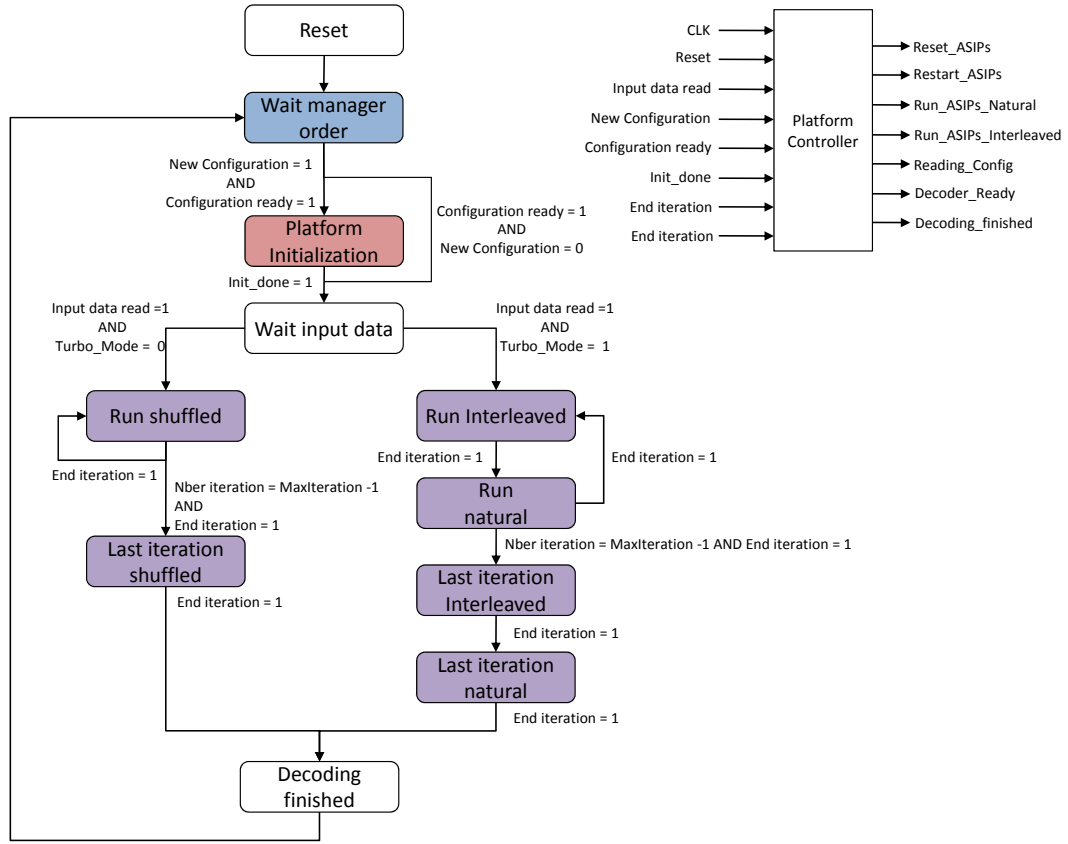 Reset
Wait manager
order
New Configuration = 1
AND
Configuration ready = 1
Configuration ready = 1
AND
New Configuration = 0
Platform
Initialization
Init_done = 1
Input data read =1
AND
Turbo_Mode = 0
Wait input data
Input data read =1
AND
Turbo_Mode = 1
Run shuffled
End iteration = 1
Nber iteration = MaxIteration -1
AND
End iteration = 1
Last iteration
shuffled
End iteration = 1
Run Interleaved
End iteration = 1
End iteration = 1
Run
natural
Nber iteration = MaxIteration -1 AND End iteration = 1
Last iteration
Interleaved
End iteration = 1
Last iteration
natural
End iteration = 1
Decoding
finished
CLK
Reset
Input data read
New Configuration
Configuration ready
Init_done
End iteration
End iteration
Platform
Controller
Reset_ASIPs
Restart_ASIPs
Run_ASIPs_Natural
Run_ASIPs_Interleaved
Reading_Config
Decoder_Ready
Decoding_finished